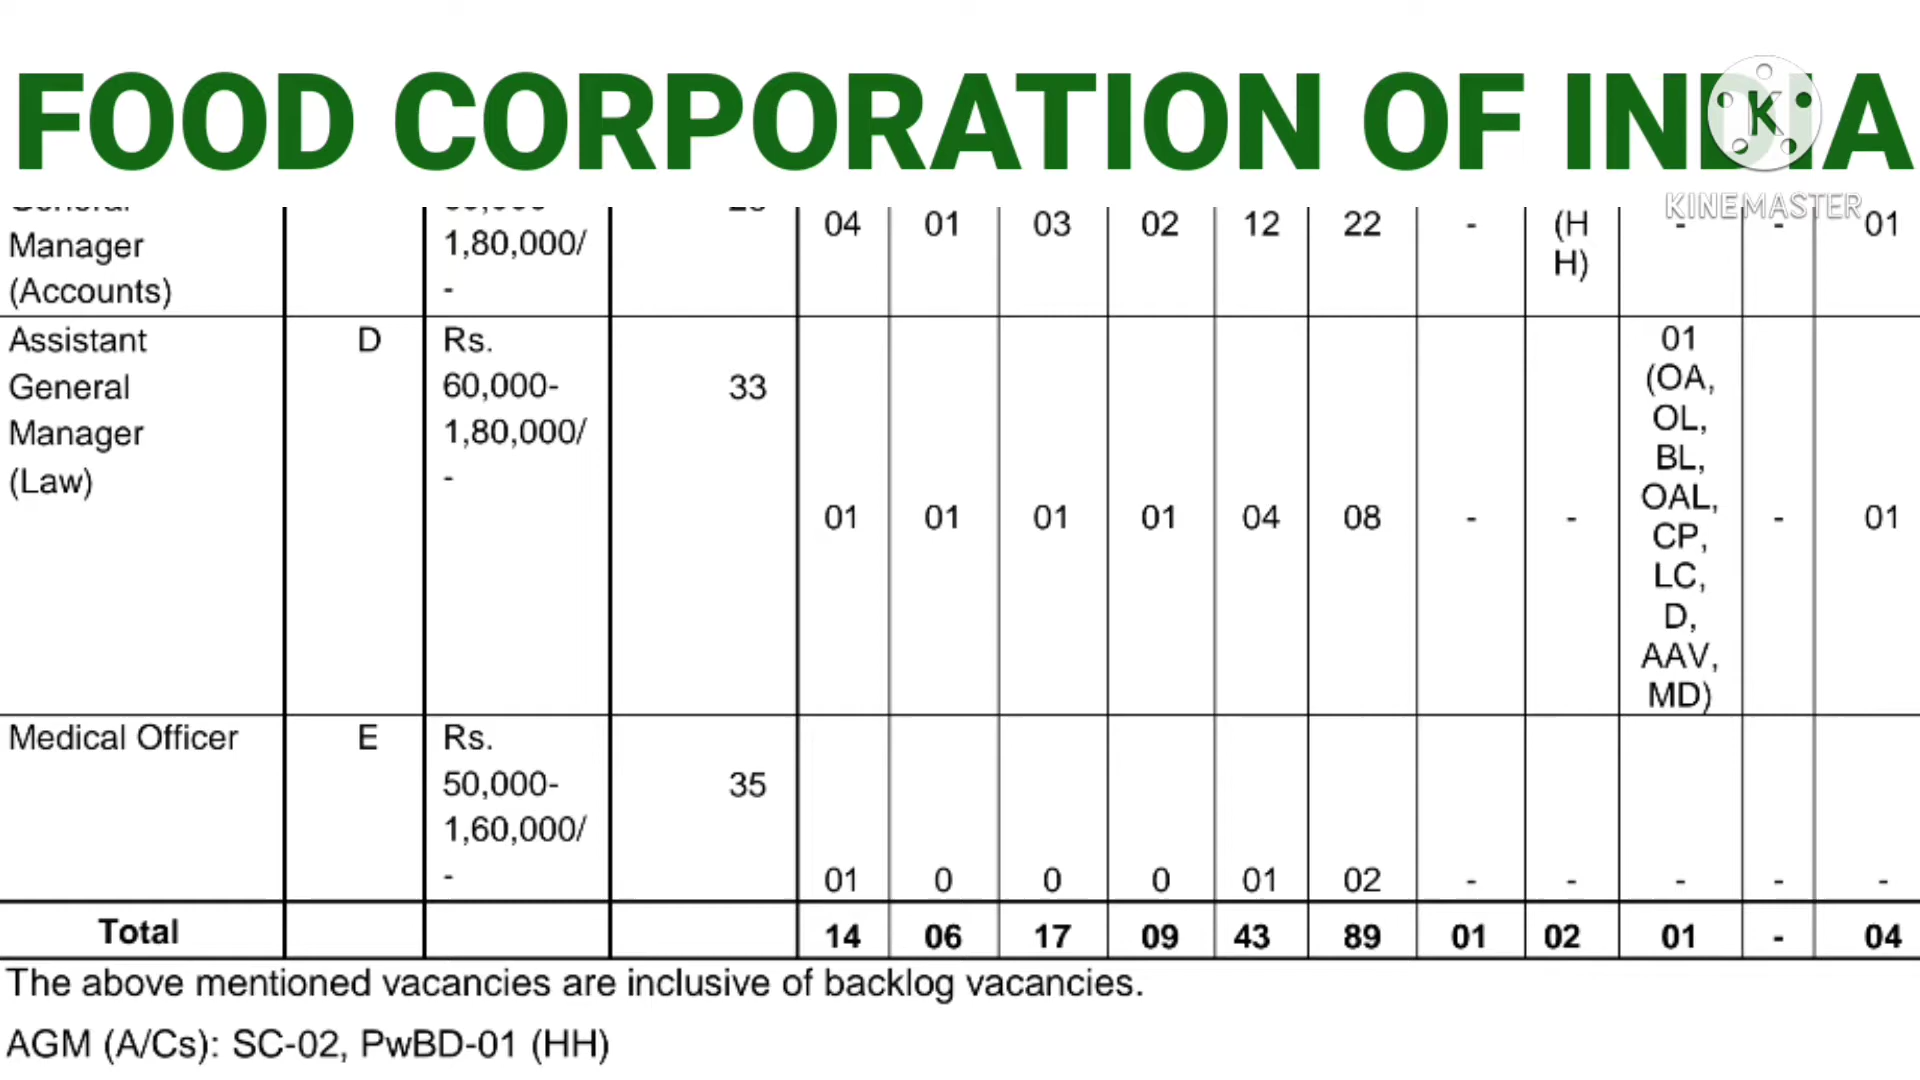 FOOD CORPORATION OF INDIA
KINEMASTER
General
Manager
(Accounts)
1,80,000/
-
04 01 03 02 12 22 - (H
H) - - 01
Assistant
General
Manager
(Law)
D
Rs.
60,000-
1,80,000/
-
33
01 01 01 01 04 08 - -
01
(OA,
OL,
BL,
OAL,
CP,
LC,
D,
AAV,
MD)
- 01
Medical Officer
E
Rs.
50,000-
1,60,000/
-
35
01 0 0 0 01 02 - - - - -
Total 14 06 17 09 43 89 01 02 01 - 04
The above mentioned vacancies are inclusive of backlog vacancies.
AGM (A/Cs): SC-02, PwBD-01 (HH)